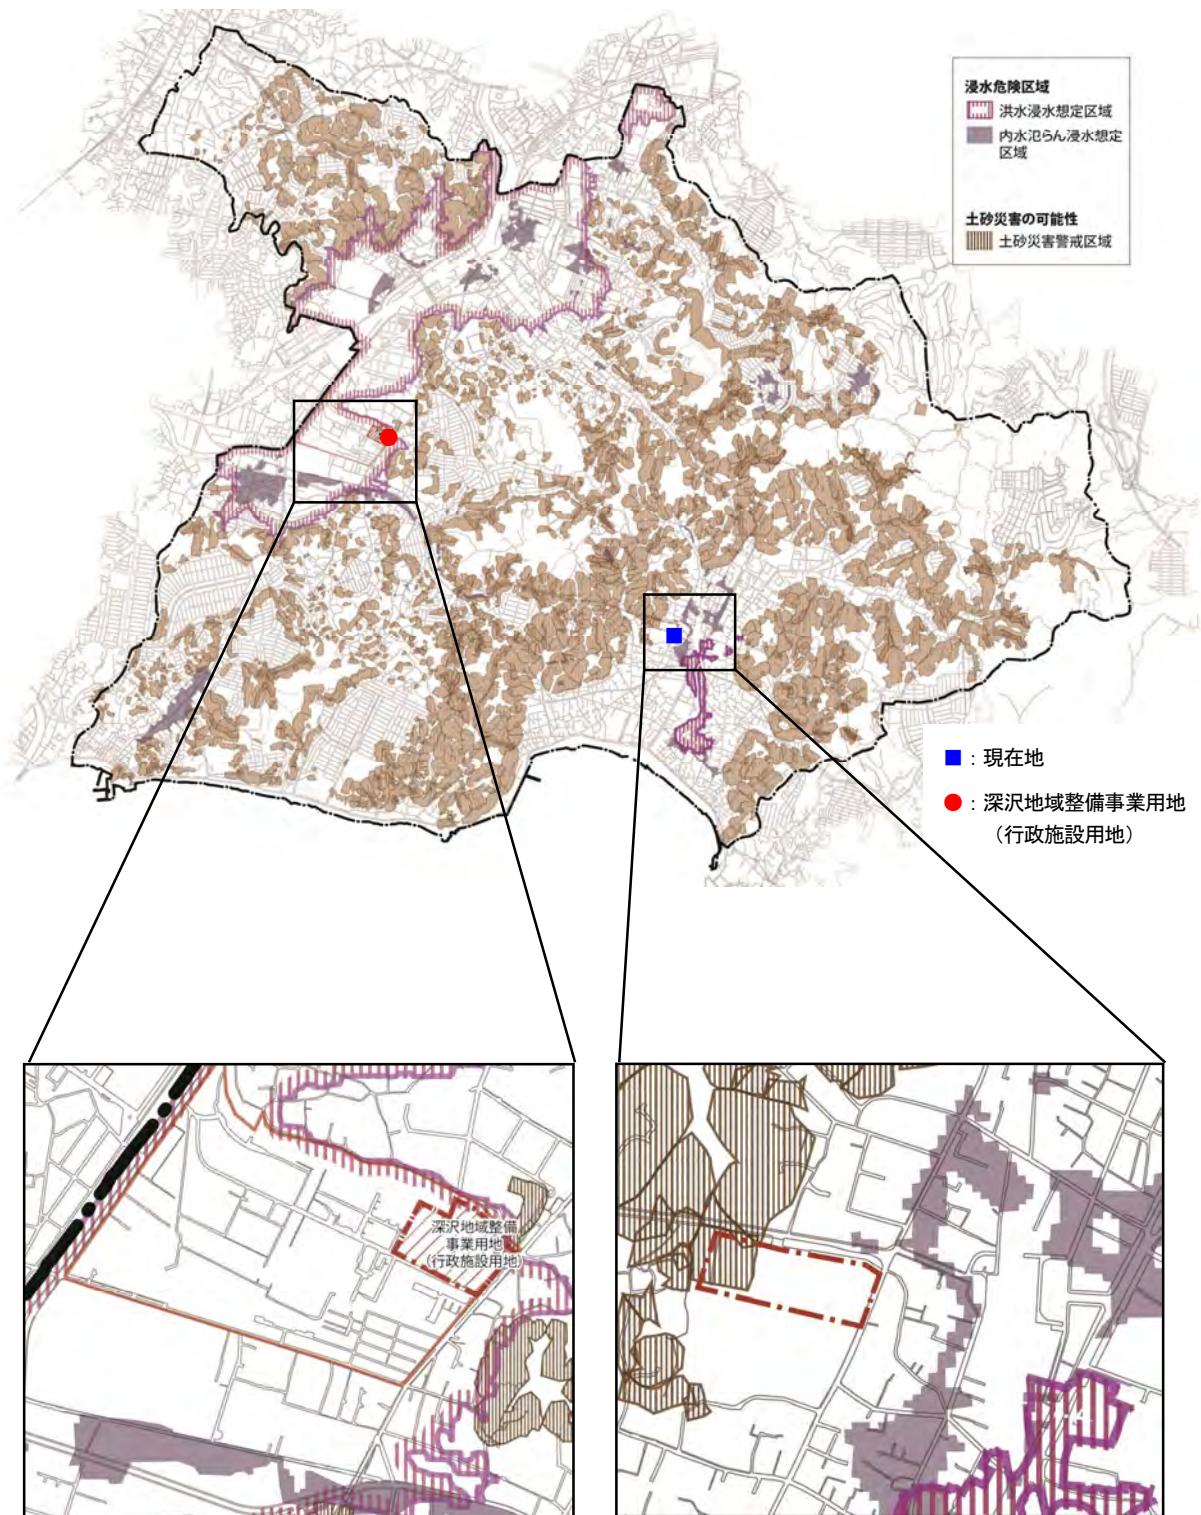 浸水危険区域
洪水浸水想定区域
内水氾らん浸水想定
区域
土砂災害の可能性
土砂災害警戒区域
■：現在地
●：深沢地域整備事業用地
（行政施設用地）
深沢地域整備
事業用地
(行政施設用地)